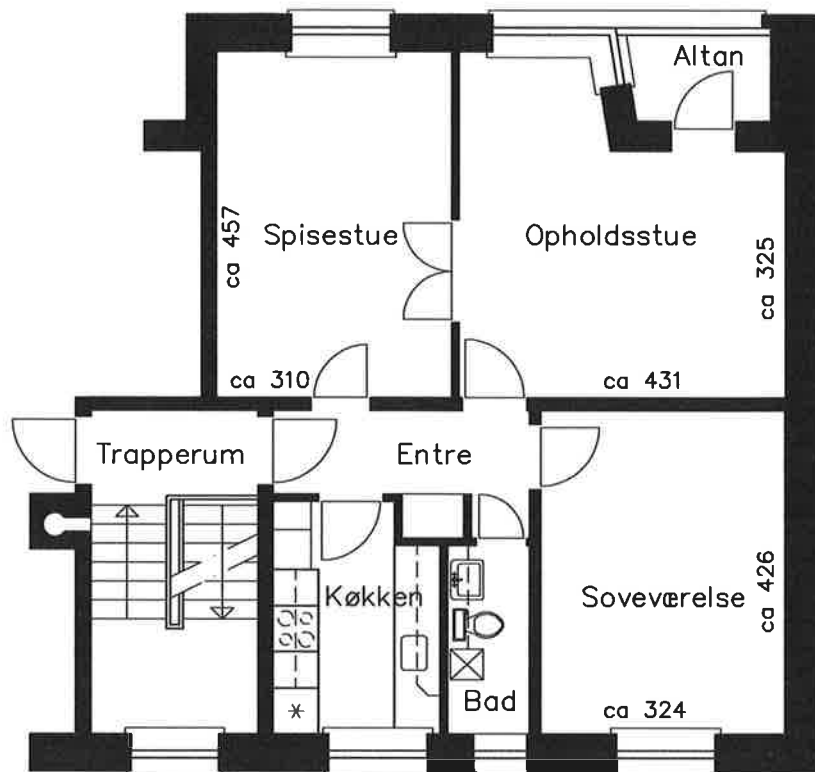 Altan
Spisestue
Opholdsstue
ca 457
ca 325
ca 310
ca 431
Trapperum
Entre
Køkken
Soveværelse
ca 426
Bad
ca 324